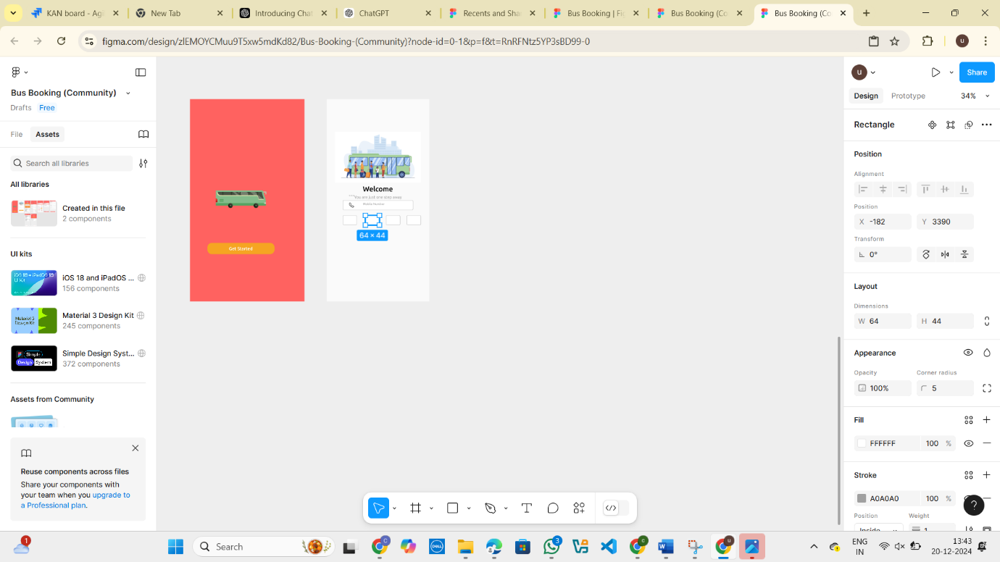 KAN board - Agi
New Tab
Introducing Chat
ChatGPT
Recents and Sha
Bus Booking | Fig
Bus Booking (Co
Bus Booking (Co
figma.com/design/zlEMOYCMuu9T5xw5mdKd82/Bus-Booking-(Community)?node-id=0-1&p=f&t=RnRFNtz5YP3sBD99-0
U
Bus Booking (Community)
Drafts Free
File Assets
Search all libraries
All libraries
Created in this file
2 components
UI kits
iOS 18 and iPadOS ...
156 components
Material 3 Design Kit
245 components
Simple Design Syst...
372 components
Assets from Community
Reuse components across files
Share your components with
your team when you upgrade to
a Professional plan.
Get Started
Welcome
You are just one step away
Mobile Number
64 × 44
U
Share
Design Prototype 34%
Rectangle
Position
Alignment
Position
X -182 Y 3390
Transform
0°
Layout
Dimensions
W 64 H 44
Appearance
Opacity Corner radius
100% 5
Fill
FFFFFF 100 %
Stroke
A0A0A0 100 %
Position Weight
Inside 1
?
1
Search
DELL
3
ENG
IN
13:43
20-12-2024